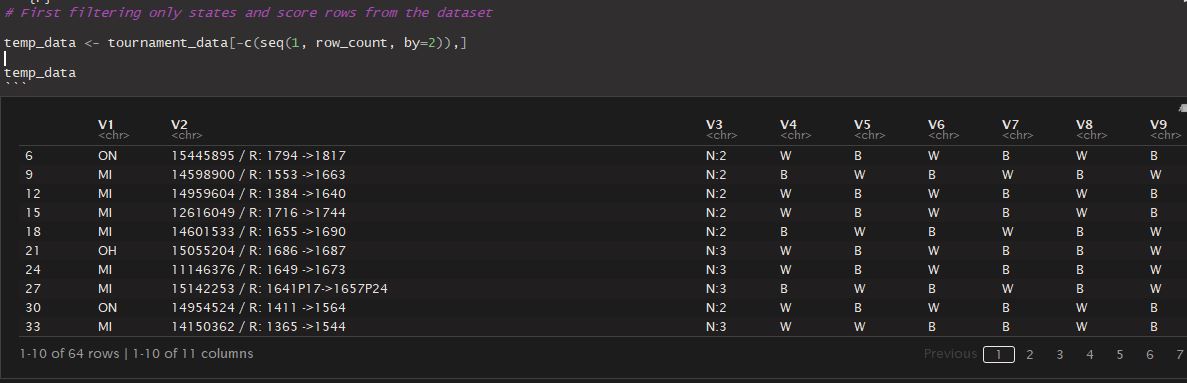 # First filtering only states and score rows from the dataset
temp_data <- tournament_data[-c(seq(1, row_count, by=2)),]
temp_data
```
V1 V2 V3 V4 V5 V6 V7 V8 V9
<chr> <chr> <chr> <chr> <chr> <chr> <chr> <chr> <chr>
6 ON 15445895 / R: 1794 ->1817 N:2 W B W B W B
9 MI 14598900 / R: 1553 ->1663 N:2 B W B W B W
12 MI 14959604 / R: 1384 ->1640 N:2 W B W B W B
15 MI 12616049 / R: 1716 ->1744 N:2 W B W B W B
18 MI 14601533 / R: 1655 ->1690 N:2 B W B W B W
21 OH 15055204 / R: 1686 ->1687 N:3 W B W B B W
24 MI 11146376 / R: 1649 ->1673 N:3 W B W B B W
27 MI 15142253 / R: 1641P17->1657P24 N:3 B W B W B W
30 ON 14954524 / R: 1411 ->1564 N:2 W B W B W B
33 MI 14150362 / R: 1365 ->1544 N:3 W W B B W B
1-10 of 64 rows | 1-10 of 11 columns Previous 1 2 3 4 5 6 7